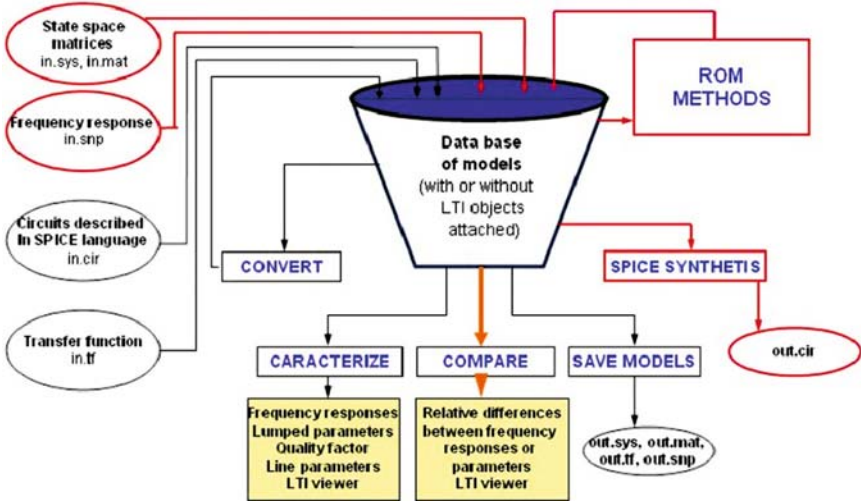 State space
matrices
in.sys, in.mat
Frequency response
in.snp
Circuits described
In SPICE language
in.cir
Transfer function
in.tf
ROM
METHODS
Data base
of models
(with or without
LTI objects
attached)
CONVERT
SPICE SYNTHETIS
out.cir
CARACTERIZE
COMPARE
SAVE MODELS
Frequency responses
Lumped parameters
Quality factor
Line parameters
LTI viewer
Relative differences
between frequency
responses or
parameters
LTI viewer
out.sys, out.mat,
out.tf, out.snp